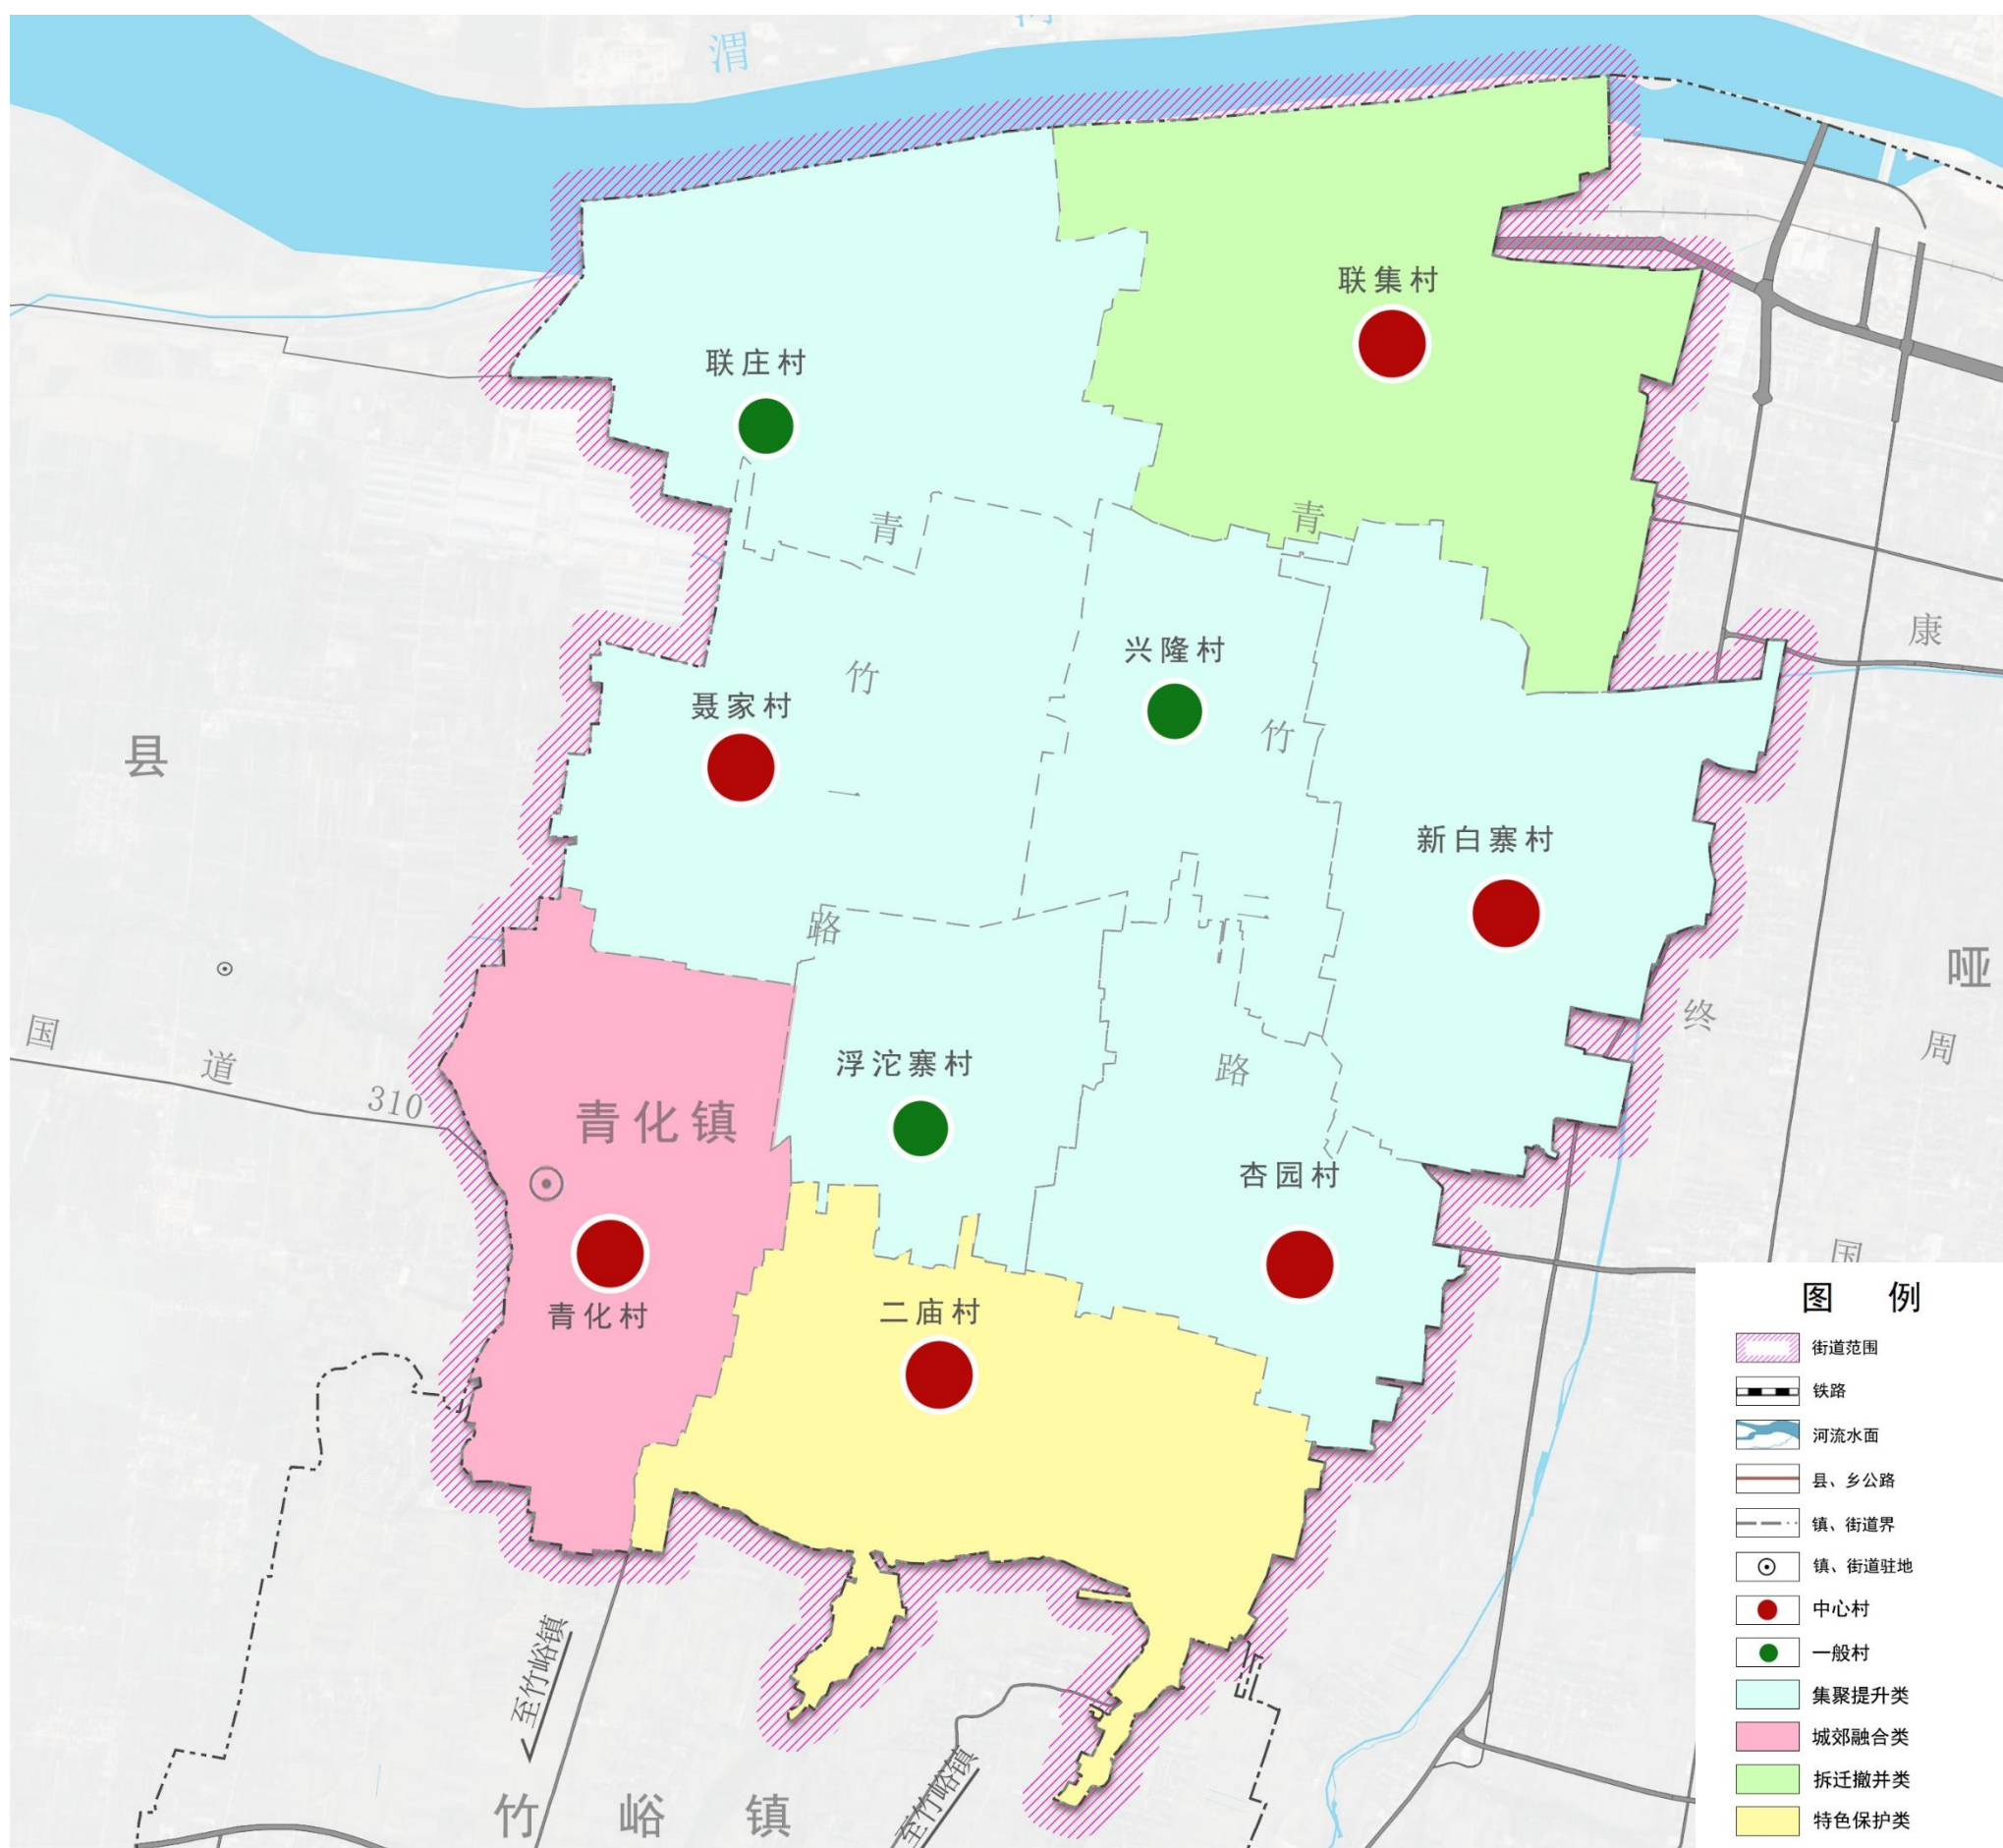 渭
河
联集村
联庄村
青
青
康
兴隆村
竹
聂家村
竹
县
一
新白寨村
二
路
哑
终
国
道
310
周
浮沱寨村
路
青化镇
杏园村
国
青化村
二庙村
至竹峪镇
至竹峪镇
竹峪镇
图例
街道范围
铁路
河流水面
县、乡公路
镇、街道界
镇、街道驻地
中心村
一般村
集聚提升类
城郊融合类
拆迁撤并类
特色保护类